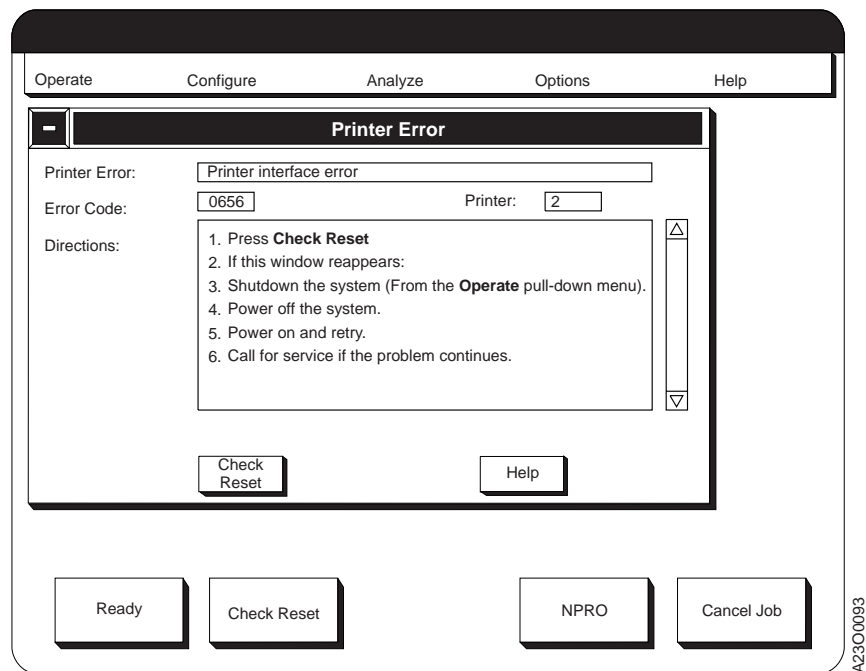 Operate Configure Analyze Options Help
Printer Error
Printer Error: Printer interface error
Error Code: 0656 Printer: 2
Directions:
1. Press Check Reset
2. If this window reappears:
3. Shutdown the system (From the Operate pull-down menu).
4. Power off the system.
5. Power on and retry.
6. Call for service if the problem continues.
Check
Reset
Help
Ready Check Reset NPRO Cancel Job
A23O0093